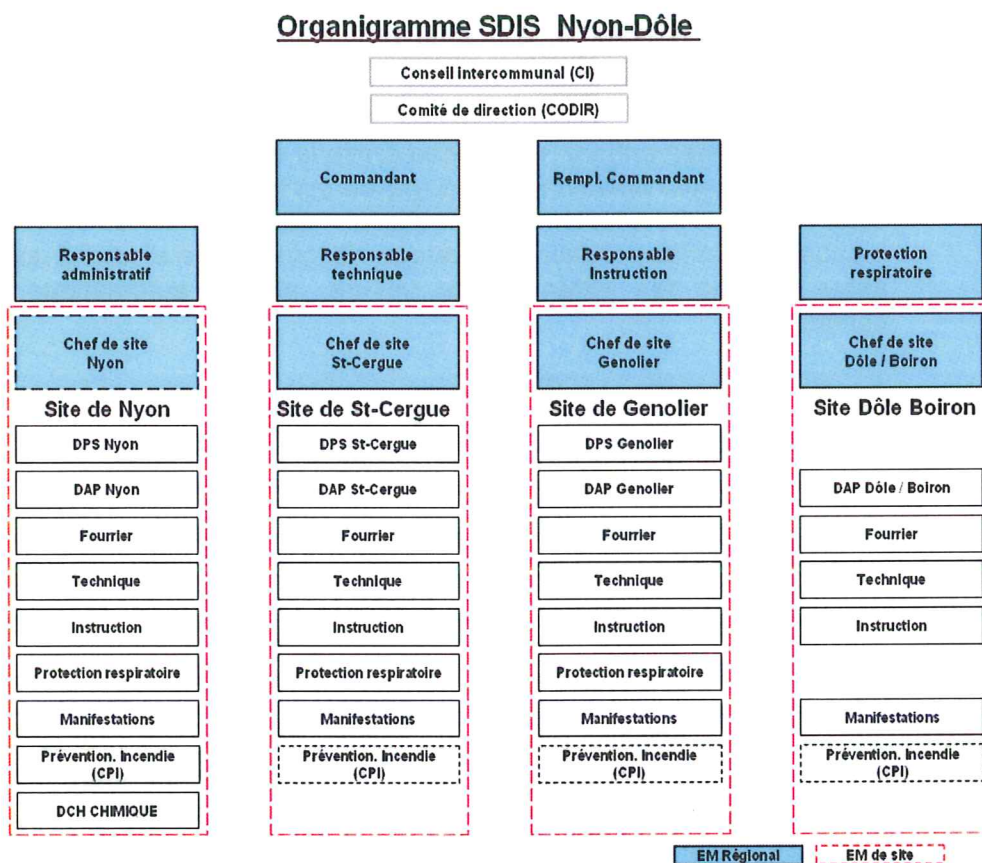 Organigramme SDIS Nyon-Dôle
Conseil intercommunal (CI)
Comité de direction (CODIR)
Commandant
Rempl. Commandant
Responsable
administratif
Responsable
technique
Responsable
Instruction
Protection
respiratoire
Chef de site
Nyon
Chef de site
St-Cergue
Chef de site
Genolier
Chef de site
Dôle / Boiron
Site de Nyon
Site de St-Cergue
Site de Genolier
Site Dôle Boiron
DPS Nyon
DPS St-Cergue
DPS Genolier
DAP Nyon
DAP St-Cergue
DAP Genolier
DAP Dôle / Boiron
Fourrier
Fourrier
Fourrier
Fourrier
Technique
Technique
Technique
Technique
Instruction
Instruction
Instruction
Instruction
Protection respiratoire
Protection respiratoire
Protection respiratoire
Manifestations
Manifestations
Manifestations
Manifestations
Prévention. Incendie
(CPI)
Prévention. Incendie
(CPI)
Prévention. Incendie
(CPI)
Prévention. Incendie
(CPI)
DCH CHIMIQUE
EM Régional
EM de site